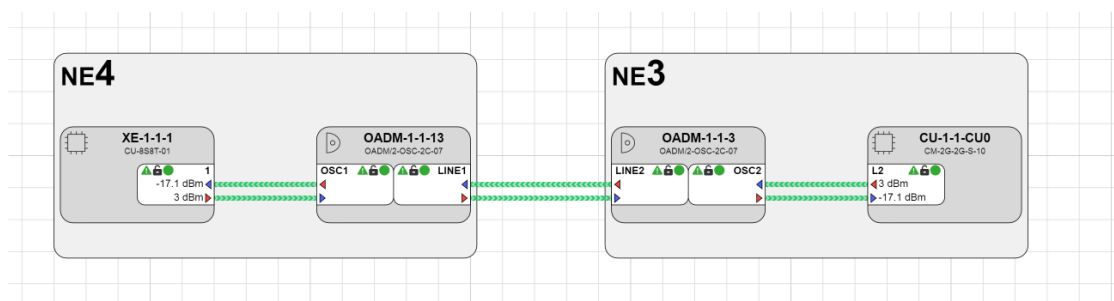 NE4
XE-1-1-1
CU-8S8T-01
1
-17.1 dBm
3 dBm
OADM-1-1-13
OADM/2-OSC-2C-07
OSC1
LINE1
NE3
OADM-1-1-3
OADM/2-OSC-2C-07
LINE2
OSC2
CU-1-1-CU0
CM-2G-2G-S-10
L2
3 dBm
-17.1 dBm